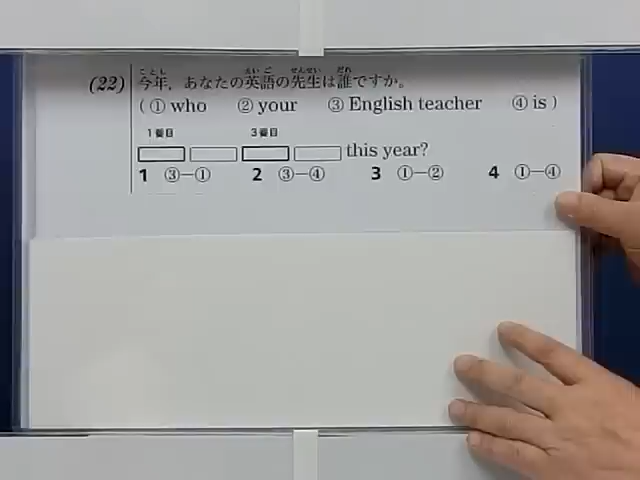 (22) 今年，あなたの英語の先生は誰ですか。
( ① who ② your ③ English teacher ④ is )
1番目 3番目
this year?
1 ③－① 2 ③－④ 3 ①－② 4 ①－④